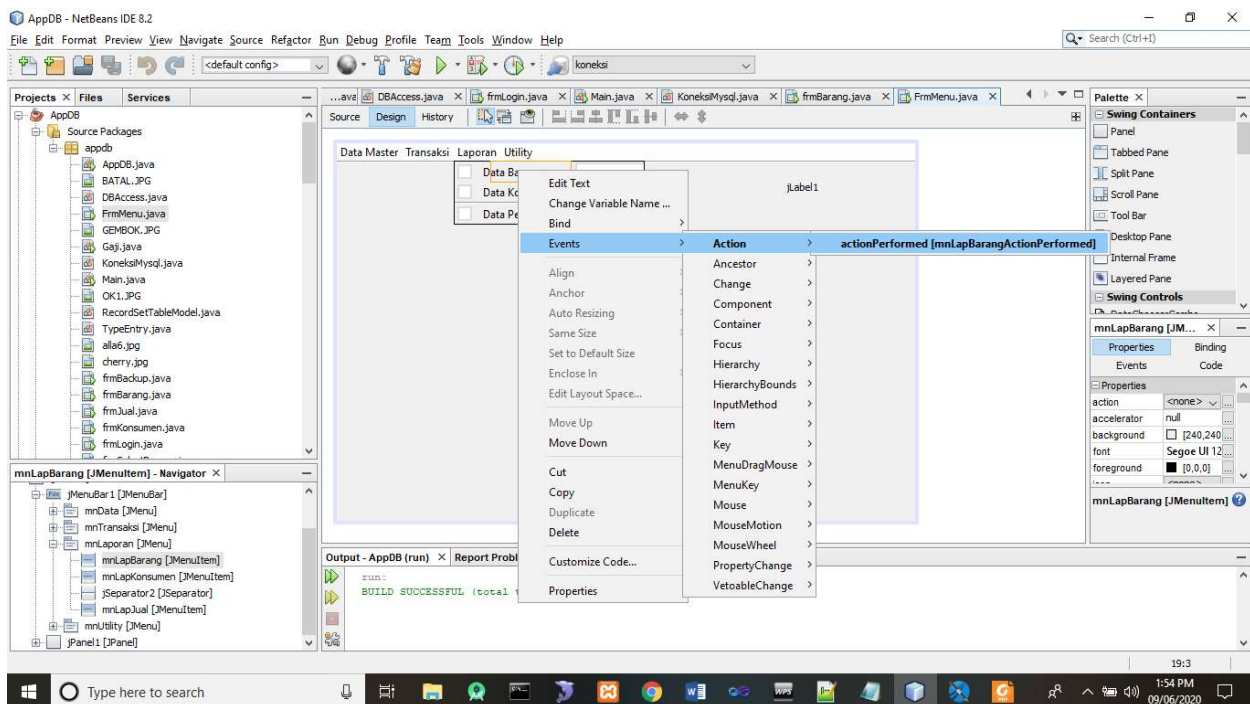 AppDB - NetBeans IDE 8.2
File Edit Format Preview View Navigate Source Refactor Run Debug Profile Team Tools Window Help
Search (Ctrl+I)
<default config>
koneksi
Projects Files Services
AppDB
Source Packages
appdb
AppDB.java
BATAL.JPG
DBAccess.java
FrmMenu.java
GEMBOK.JPG
Gaji.java
KoneksiMysql.java
Main.java
OK1.JPG
RecordSetTableModel.java
TypeEntry.java
alla6.jpg
cherry.jpg
frmBackup.java
frmBarang.java
frmJual.java
frmKonsumen.java
frmLogin.java
mnLapBarang [JMenuItem] - Navigator
jMenuBar1 [JMenuBar]
mnData [JMenu]
mnTransaksi [JMenu]
mnLaporan [JMenu]
mnLapBarang [JMenuItem]
mnLapKonsumen [JMenuItem]
jSeparator2 [JSeparator]
mnLapJual [JMenuItem]
mnUtility [JMenu]
jPanel1 [JPanel]
...ava DBAccess.java frmLogin.java Main.java KoneksiMysql.java frmBarang.java FrmMenu.java
Source Design History
Data Master Transaksi Laporan Utility
Data Ba
Data Ko
Data Pe
jLabel1
Edit Text
Change Variable Name ...
Bind
Events
Align
Anchor
Auto Resizing
Same Size
Set to Default Size
Enclose In
Edit Layout Space...
Move Up
Move Down
Cut
Copy
Duplicate
Delete
Customize Code...
Properties
Action
Ancestor
Change
Component
Container
Focus
Hierarchy
HierarchyBounds
InputMethod
Item
Key
MenuDragMouse
MenuKey
Mouse
MouseMotion
MouseWheel
PropertyChange
VetoableChange
actionPerformed [mnLapBarangActionPerformed]
Output - AppDB (run) Report Probl
run:
BUILD SUCCESSFUL (total t
Palette
Swing Containers
Panel
Tabbed Pane
Split Pane
Scroll Pane
Tool Bar
Desktop Pane
Internal Frame
Layered Pane
Swing Controls
mnLapBarang [JM...
Properties Binding
Events Code
Properties
action <none>
accelerator null
background [240,240
font Segoe UI 12
foreground [0,0,0]
mnLapBarang [JMenuItem]
19:3
Type here to search
1:54 PM
09/06/2020